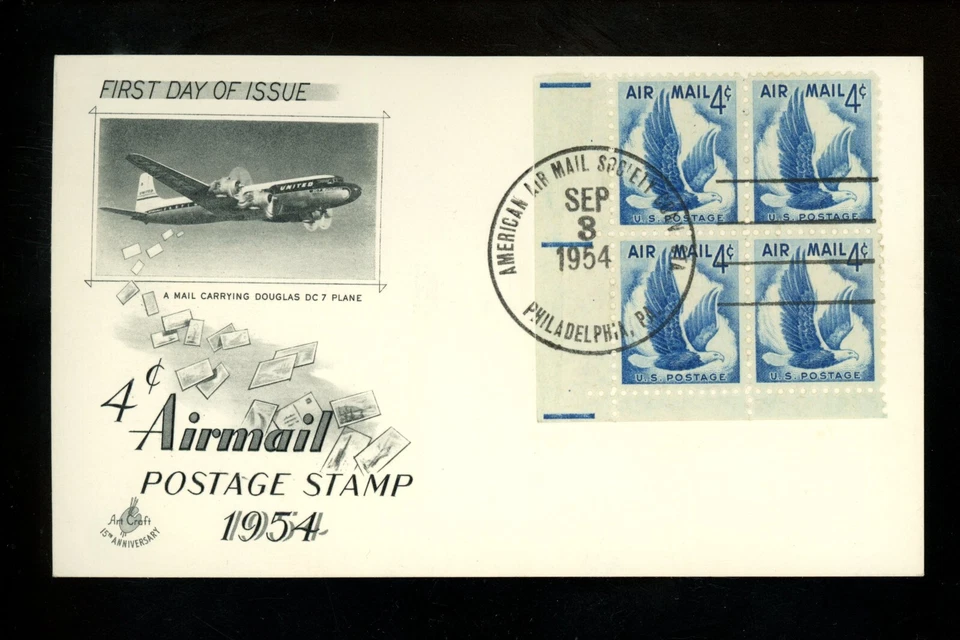 FIRST DAY OF ISSUE
UNITED
A MAIL CARRYING DOUGLAS DC 7 PLANE
4¢
Airmail
POSTAGE STAMP
1954
Art Craft
15TH ANNIVERSARY
AIR MAIL 4¢
U.S. POSTAGE
AIR MAIL 4¢
U.S. POSTAGE
AIR MAIL 4¢
U.S. POSTAGE
AIR MAIL 4¢
U.S. POSTAGE
AMERICAN AIR MAIL SOCIETY
SEP
3
1954
PHILADELPHIA, PA.